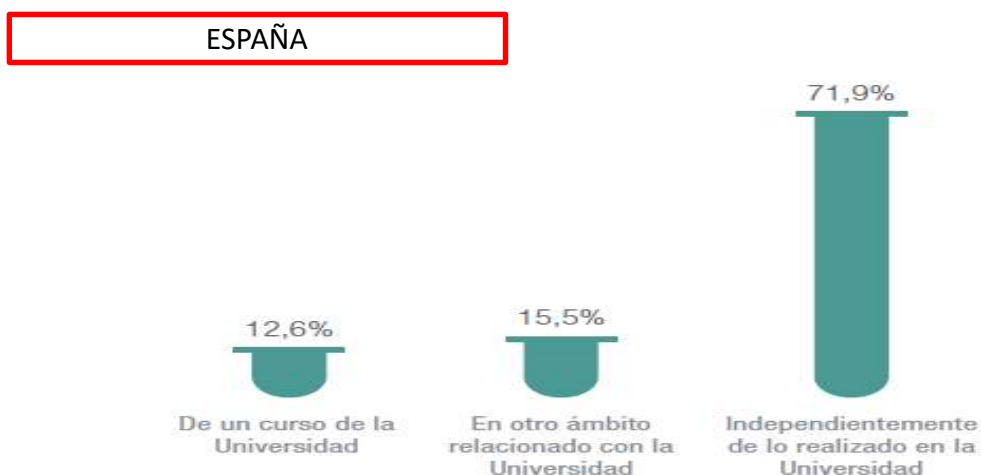 ESPAÑA
71,9%
12,6%
15,5%
De un curso de la
Universidad
En otro ámbito
relacionado con la
Universidad
Independientemente
de lo realizado en la
Universidad